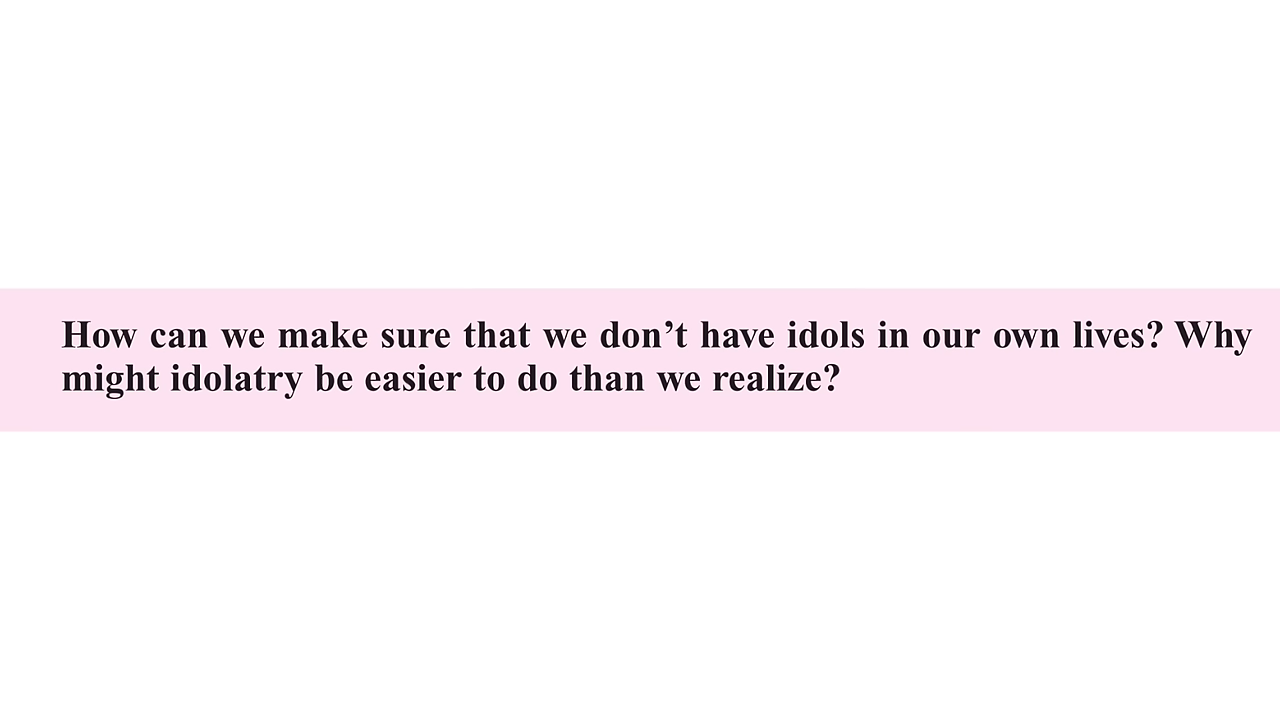 How can we make sure that we don’t have idols in our own lives? Why
might idolatry be easier to do than we realize?